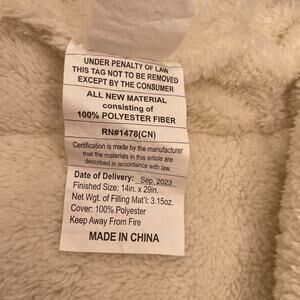 UNDER PENALTY OF LAW
THIS TAG NOT TO BE REMOVED
EXCEPT BY THE CONSUMER
ALL NEW MATERIAL
consisting of
100% POLYESTER FIBER
RN#1478(CN)
Certification is made by the manufacturer
that the materials in this article are
described in accordance with law.
Date of Delivery: Sep. 2023
Finished Size: 14in. x 29in.
Net Wgt. of Filling Mat'l: 3.15oz.
Cover: 100% Polyester
Keep Away From Fire
MADE IN CHINA